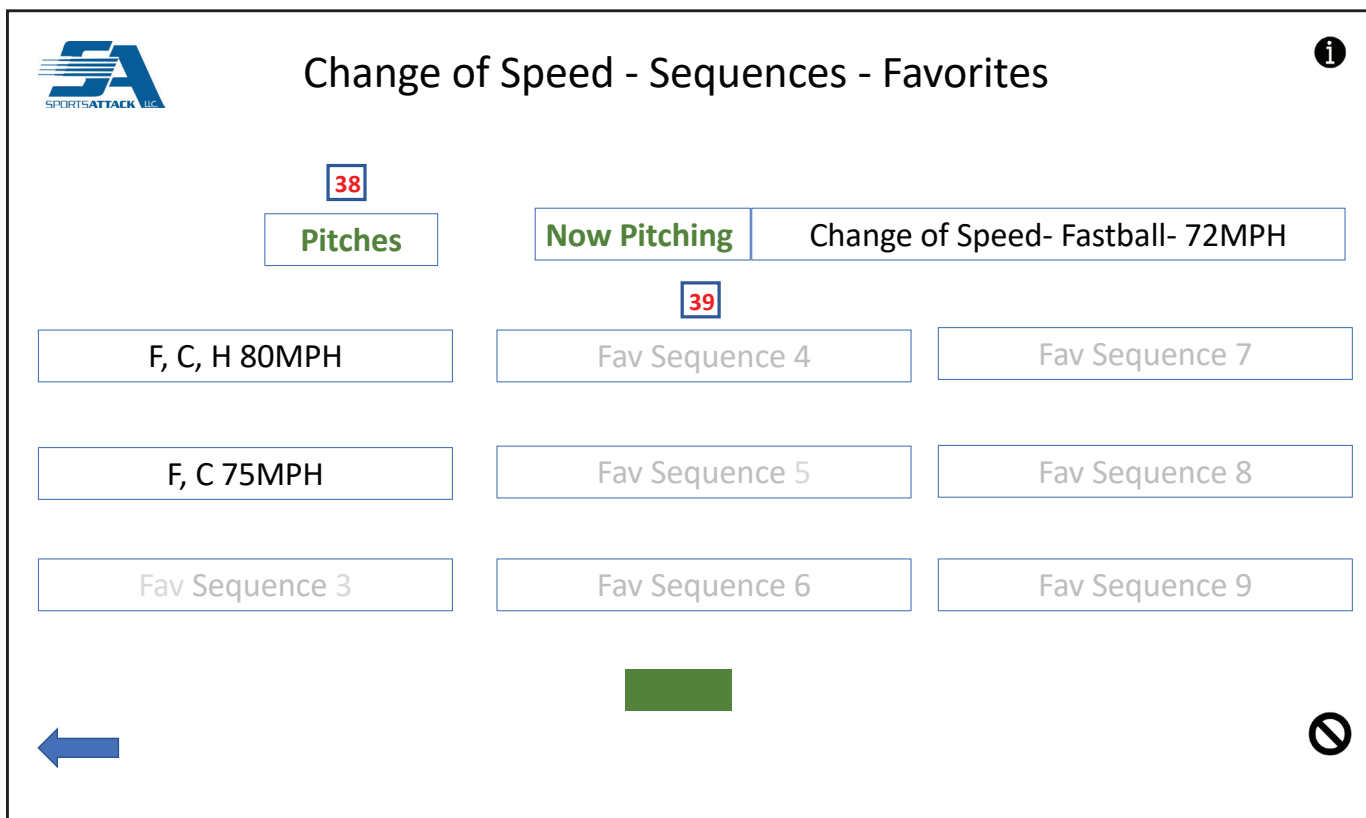 SPORTSATTACK LLC.
Change of Speed - Sequences - Favorites
i
38
Pitches
Now Pitching
Change of Speed- Fastball- 72MPH
39
F, C, H 80MPH
Fav Sequence 4
Fav Sequence 7
F, C 75MPH
Fav Sequence 5
Fav Sequence 8
Fav Sequence 3
Fav Sequence 6
Fav Sequence 9